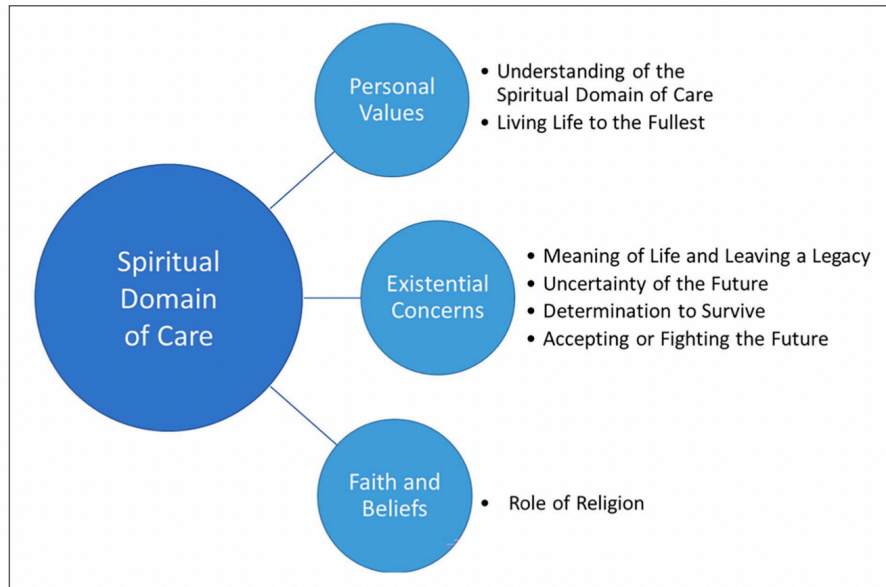 Personal
Values
• Understanding of the
Spiritual Domain of Care
• Living Life to the Fullest
Spiritual
Domain
of Care
Existential
Concerns
• Meaning of Life and Leaving a Legacy
• Uncertainty of the Future
• Determination to Survive
• Accepting or Fighting the Future
Faith and
Beliefs
• Role of Religion